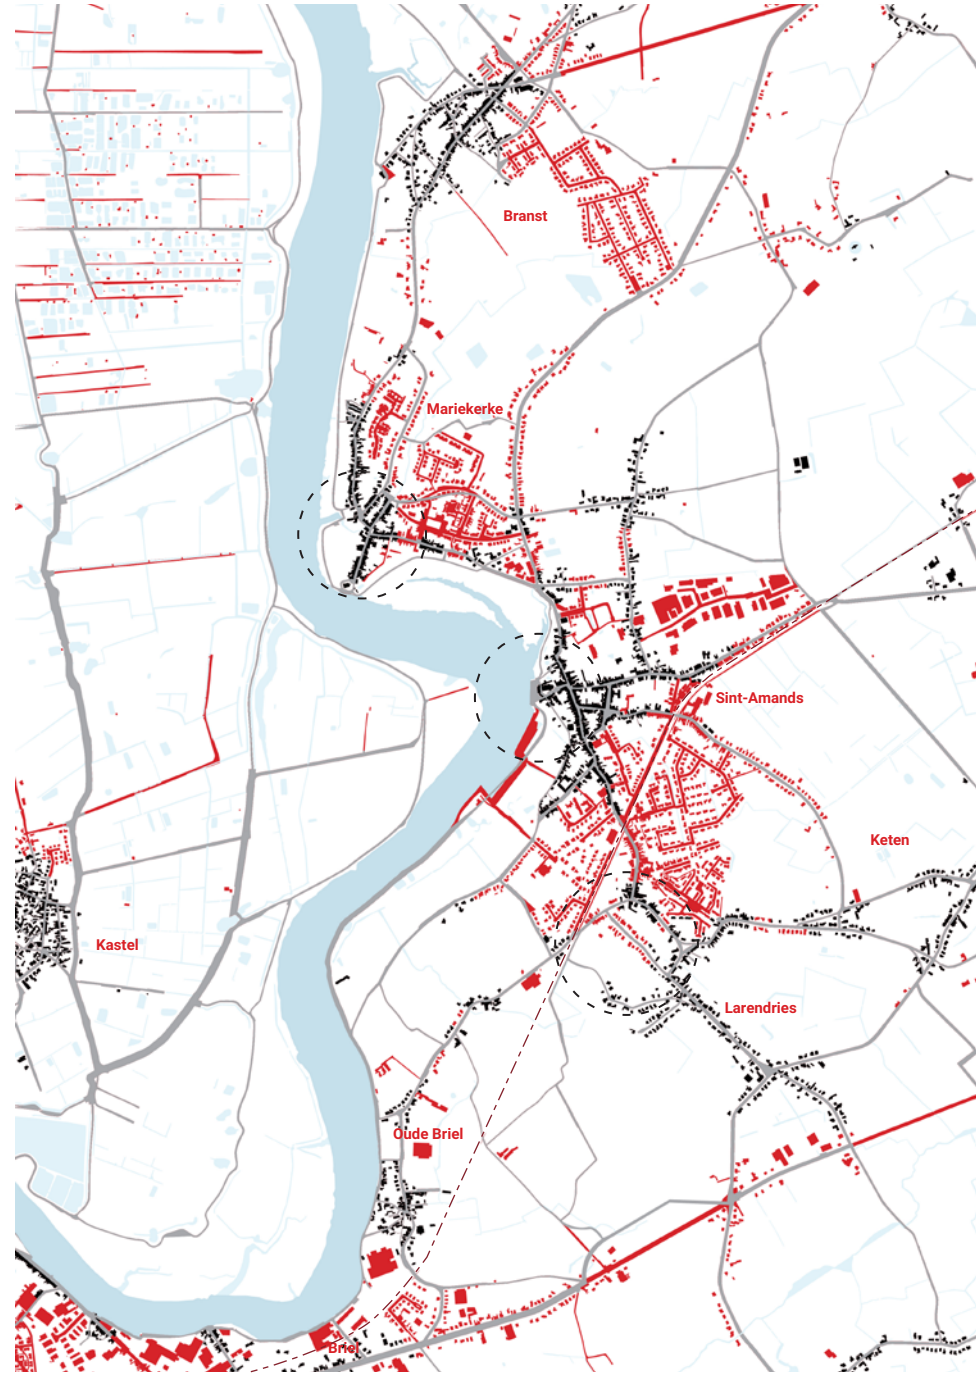 Branst
Mariekerke
Sint-Amands
Keten
Kastel
Larendries
Oude Briel
Briel